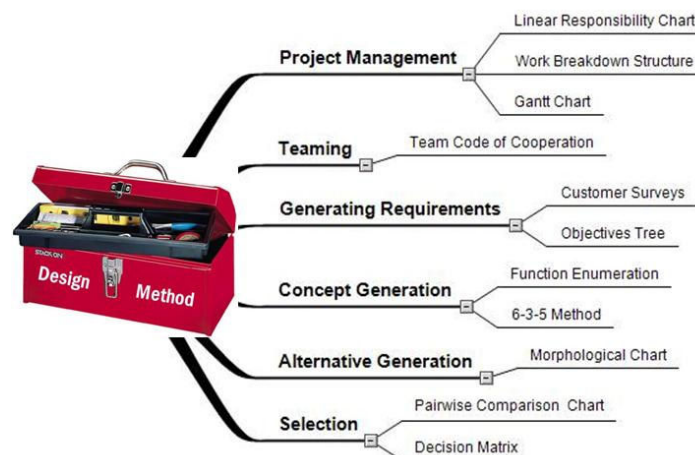 Linear Responsibility Chart
Project Management
Work Breakdown Structure
Gantt Chart
Teaming
Team Code of Cooperation
Generating Requirements
Customer Surveys
Objectives Tree
STACK-ON
Design Method
Concept Generation
Function Enumeration
6-3-5 Method
Alternative Generation
Morphological Chart
Selection
Pairwise Comparison Chart
Decision Matrix